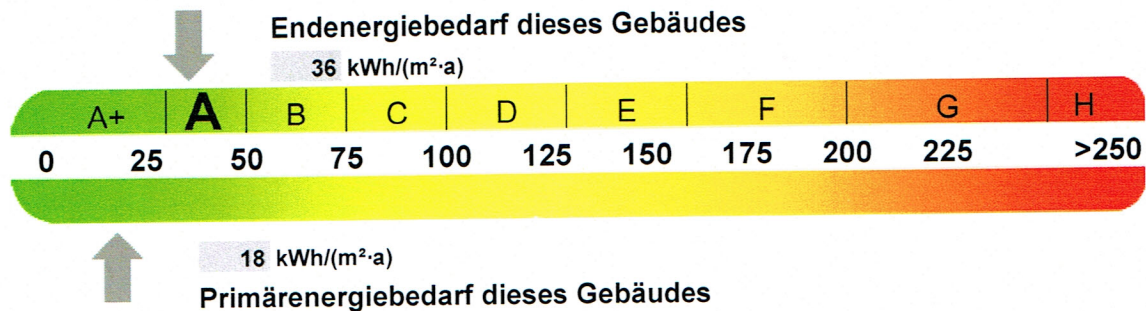 Endenergiebedarf dieses Gebäudes
36 kWh/(m²·a)
A+ A B C D E F G H
0 25 50 75 100 125 150 175 200 225 >250
18 kWh/(m²·a)
Primärenergiebedarf dieses Gebäudes